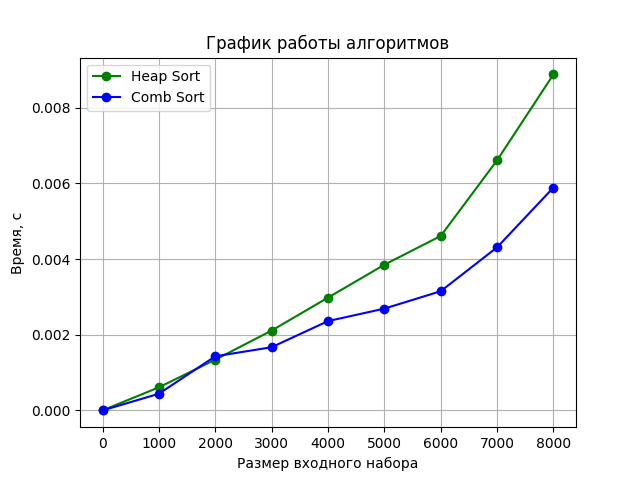 График работы алгоритмов
Heap Sort
Comb Sort
0.008
0.006
0.004
0.002
0.000
Время, с
0 1000 2000 3000 4000 5000 6000 7000 8000
Размер входного набора